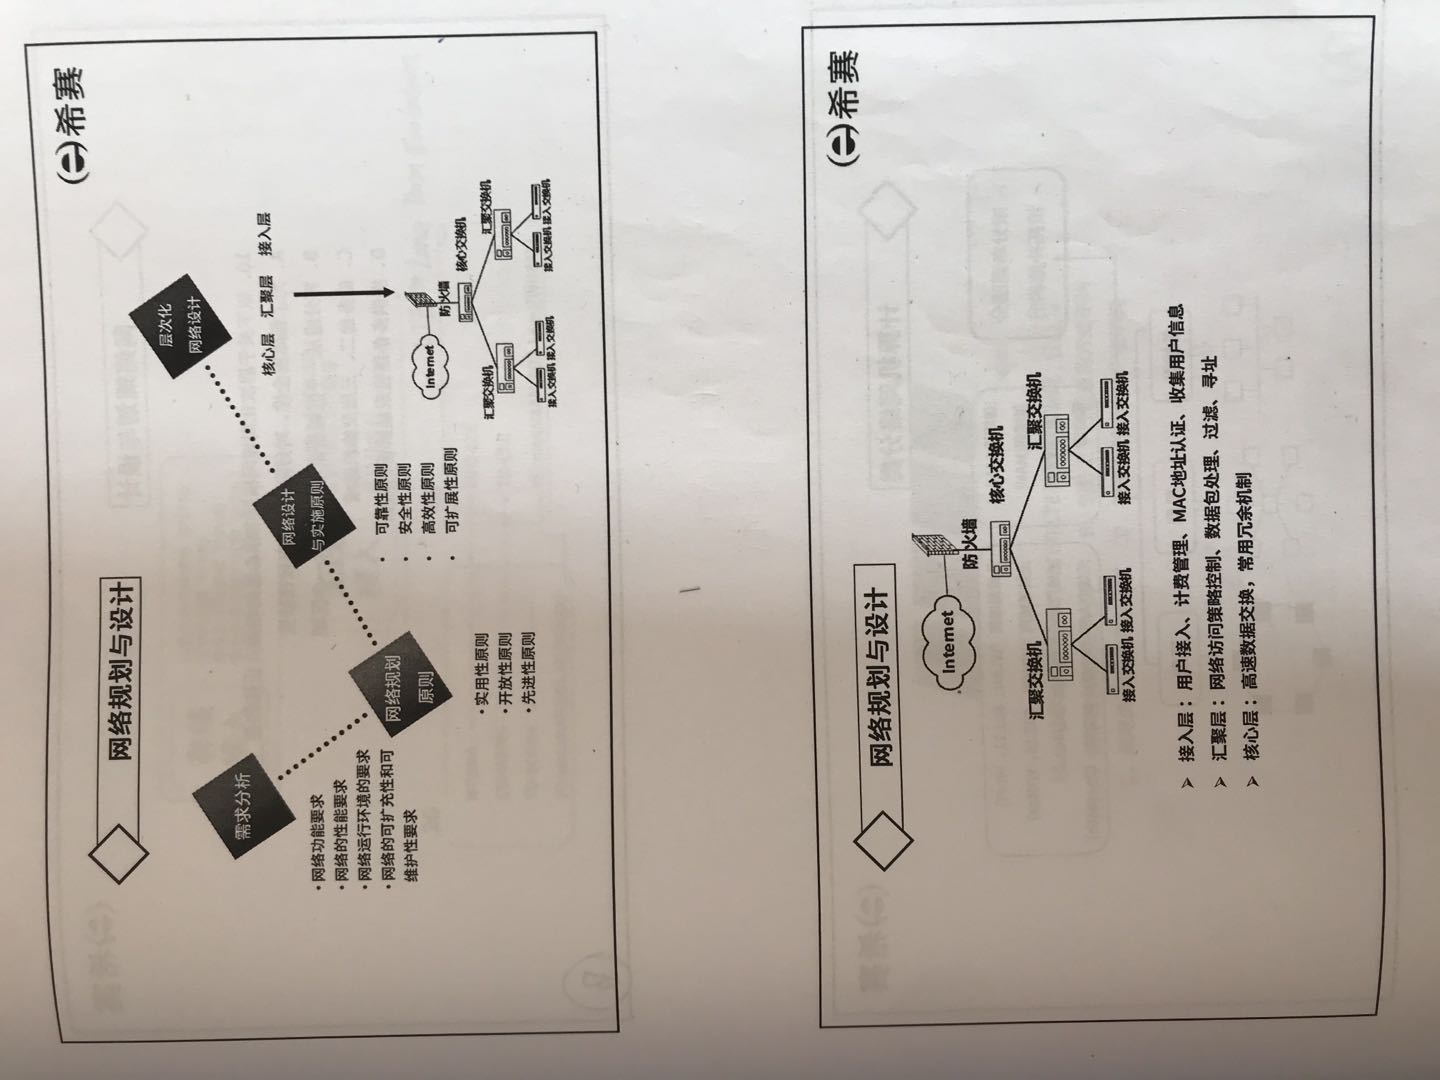 希赛
网络规划与设计
层次化
网络设计
需求分析
核心层 汇聚层 接入层
网络设计
与实施原则
•网络功能要求
•网络的性能要求
•网络运行环境的要求
•网络的可扩充性和可
维护性要求
网络规划
原则
• 可靠性原则
• 安全性原则
• 高效性原则
• 可扩展性原则
•实用性原则
•开放性原则
•先进性原则
Internet
防火墙
核心交换机
汇聚交换机 汇聚交换机
接入交换机 接入交换机 接入交换机 接入交换机
希赛
网络规划与设计
Internet
防火墙
核心交换机
汇聚交换机 汇聚交换机
接入交换机 接入交换机 接入交换机 接入交换机
➢ 接入层：用户接入、计费管理、MAC地址认证、收集用户信息
➢ 汇聚层：网络访问策略控制、数据包处理、过滤、寻址
➢ 核心层：高速数据交换，常用冗余机制